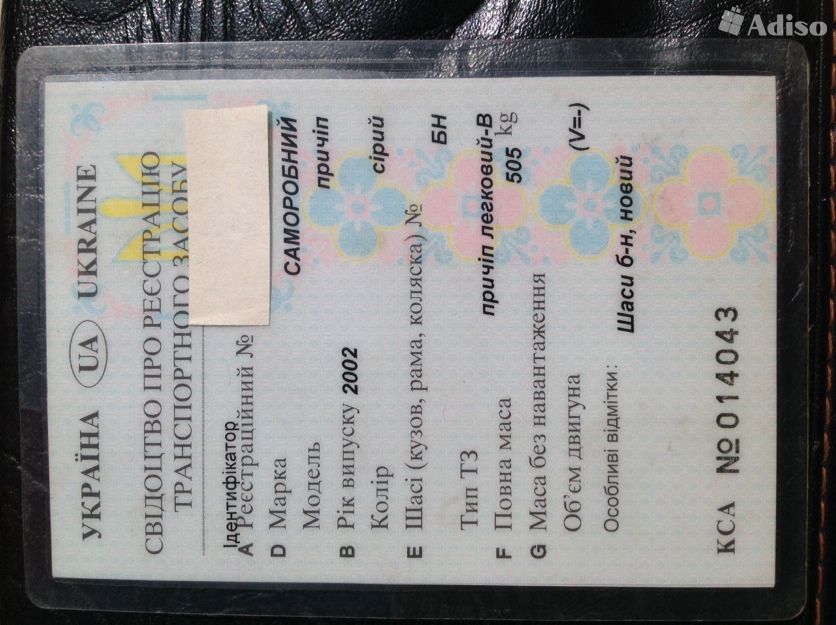 Adiso
УКРАЇНА UA UKRAINE
СВІДОЦТВО ПРО РЕЄСТРАЦІЮ
ТРАНСПОРТНОГО ЗАСОБУ
Ідентифікатор
A Реєстраційний №
D Марка САМОРОБНИЙ
Модель причіп
B Рік випуску 2002
Колір сірий
E Шасі (кузов, рама, коляска) №
БН
Тип ТЗ причіп легковий-В
F Повна маса 505 kg
G Маса без навантаження
Об’єм двигуна (V=-)
Особливі відмітки:
Шаси б-н, новий
КСА №014043